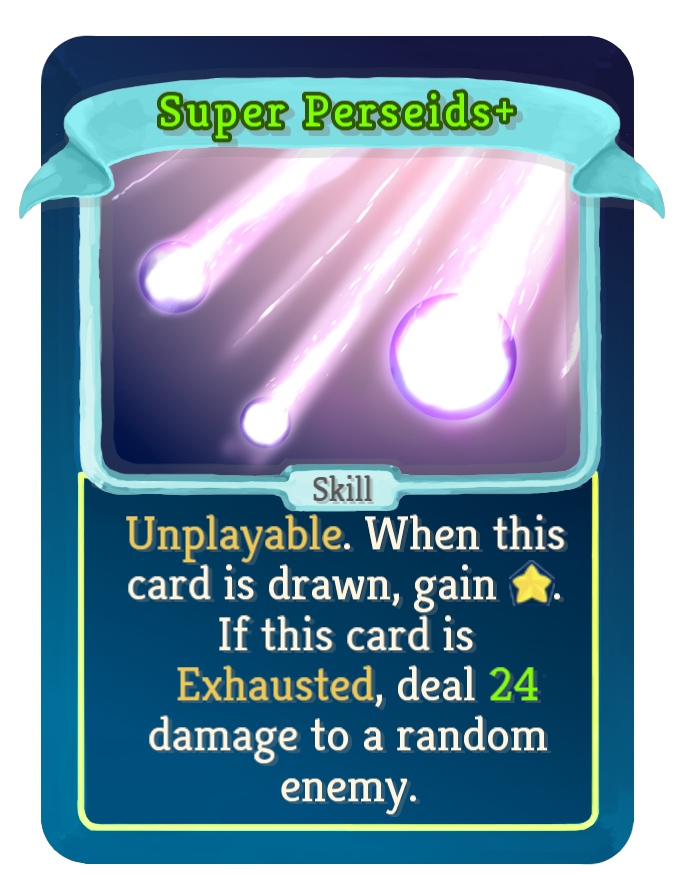 Super Perseids+
Skill
Unplayable. When this
card is drawn, gain .
If this card is
Exhausted, deal 24
damage to a random
enemy.